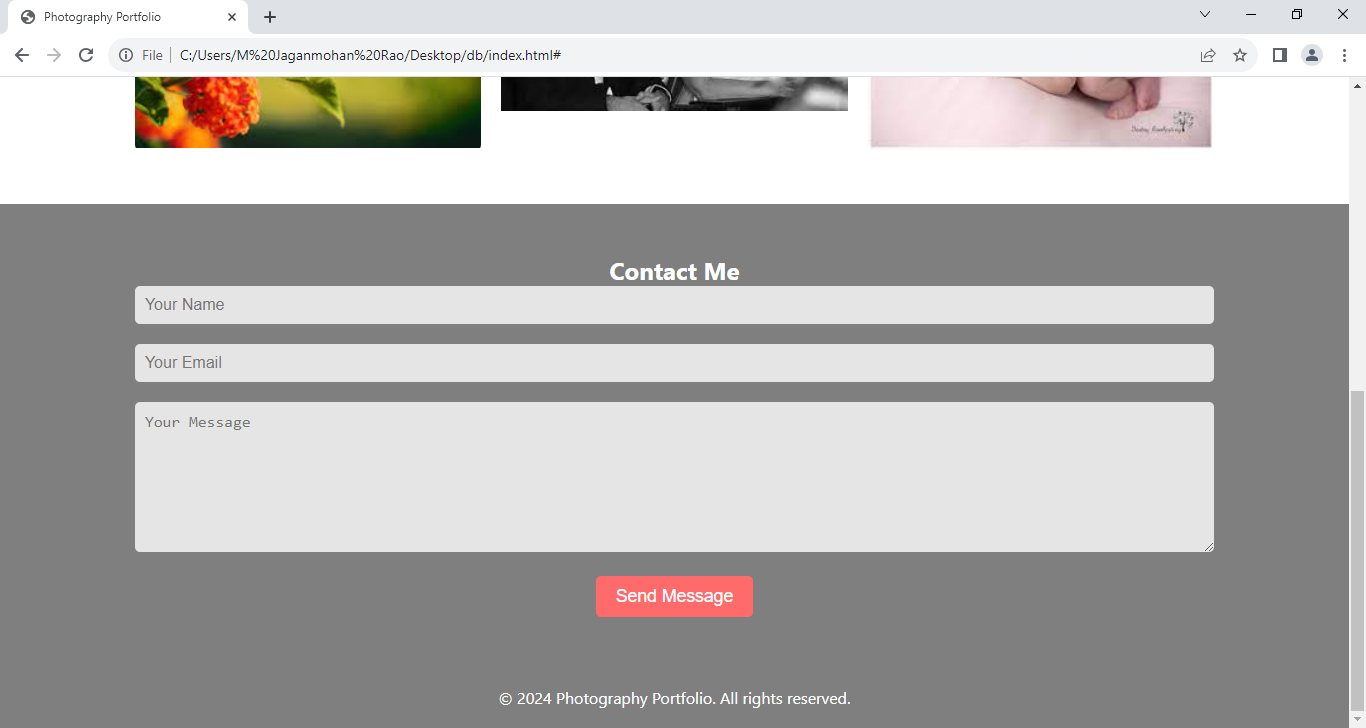 Photography Portfolio
File
C:/Users/M%20Jaganmohan%20Rao/Desktop/db/index.html#
Contact Me
Your Name
Your Email
Your Message
Send Message
© 2024 Photography Portfolio. All rights reserved.